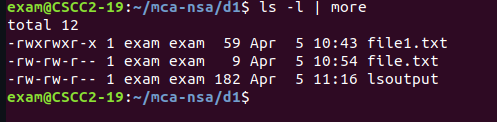 exam@CSCC2-19:~/mca-nsa/d1$ ls -l | more
total 12
-rwxrwxr-x 1 exam exam  59 Apr  5 10:43 file1.txt
-rw-rw-r-- 1 exam exam   9 Apr  5 10:54 file.txt
-rw-rw-r-- 1 exam exam 182 Apr  5 11:16 lsoutput
exam@CSCC2-19:~/mca-nsa/d1$